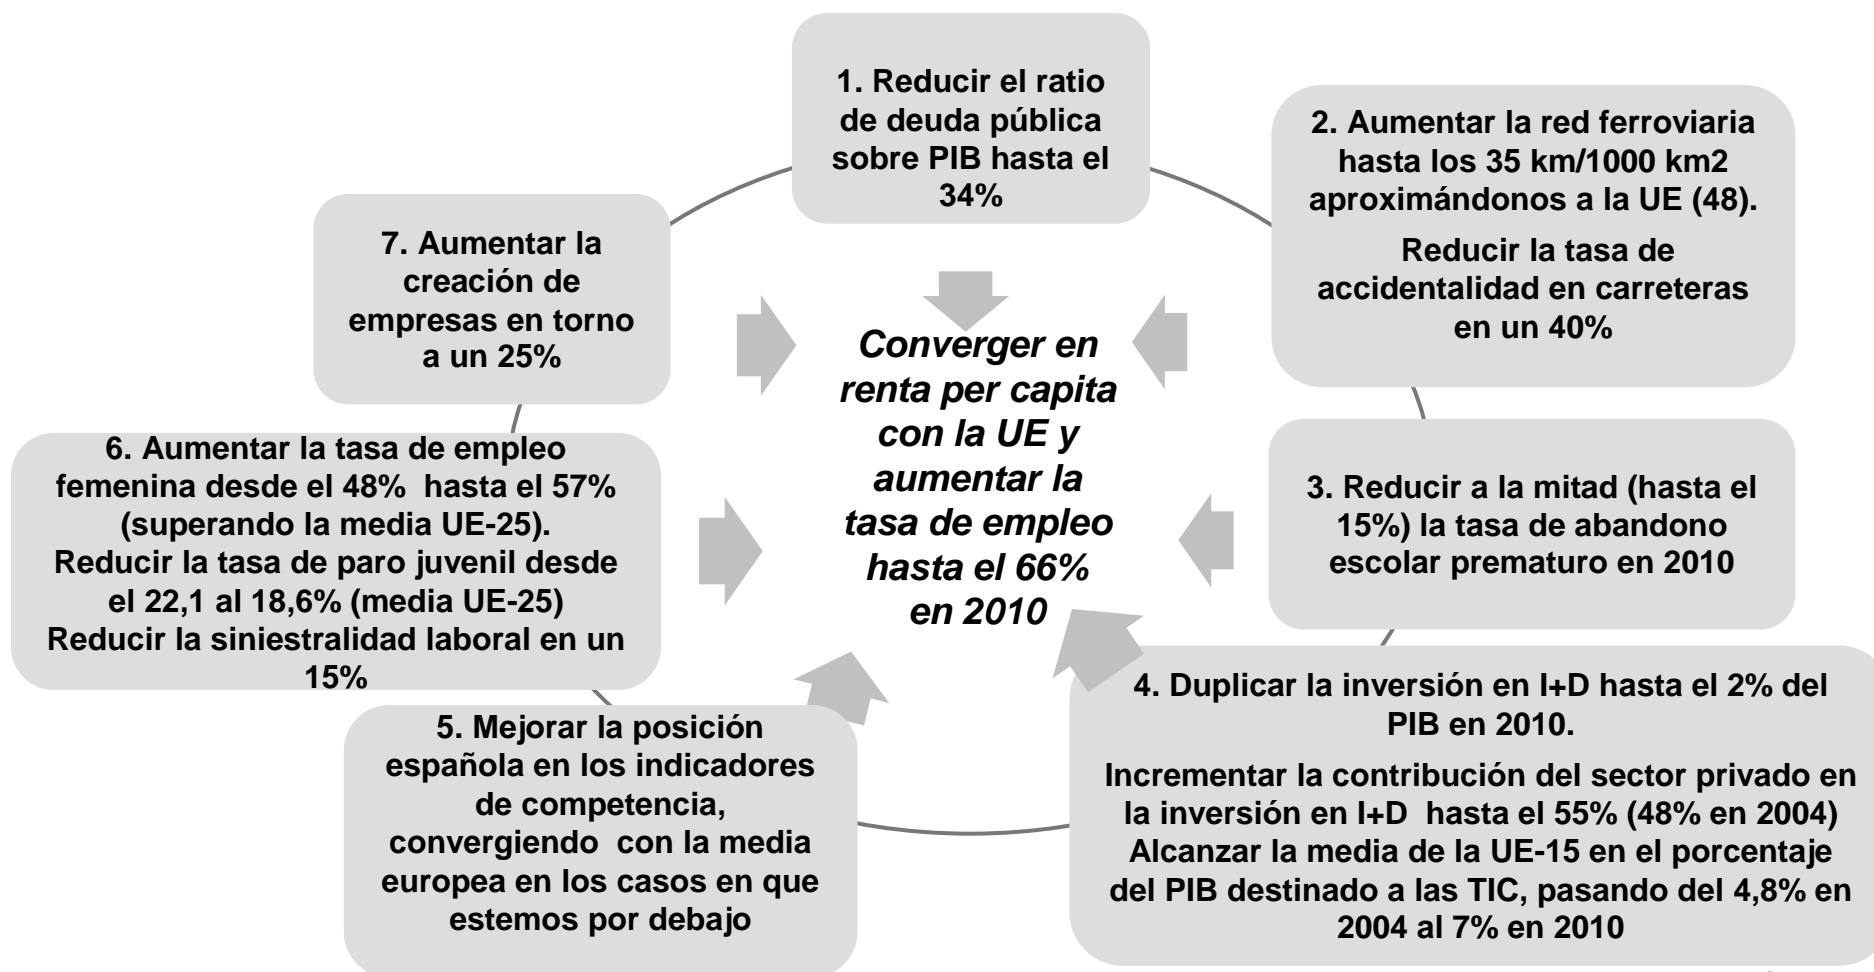 1. Reducir el ratio
de deuda pública
sobre PIB hasta el
34%
2. Aumentar la red ferroviaria
hasta los 35 km/1000 km2
aproximándonos a la UE (48).
Reducir la tasa de
accidentalidad en carreteras
en un 40%
3. Reducir a la mitad (hasta el
15%) la tasa de abandono
escolar prematuro en 2010
4. Duplicar la inversión en I+D hasta el 2% del
PIB en 2010.
Incrementar la contribución del sector privado en
la inversión en I+D hasta el 55% (48% en 2004)
Alcanzar la media de la UE-15 en el porcentaje
del PIB destinado a las TIC, pasando del 4,8% en
2004 al 7% en 2010
5. Mejorar la posición
española en los indicadores
de competencia,
convergiendo con la media
europea en los casos en que
estemos por debajo
6. Aumentar la tasa de empleo
femenina desde el 48% hasta el 57%
(superando la media UE-25).
Reducir la tasa de paro juvenil desde
el 22,1 al 18,6% (media UE-25)
Reducir la siniestralidad laboral en un
15%
7. Aumentar la
creación de
empresas en torno
a un 25%
Converger en
renta per capita
con la UE y
aumentar la
tasa de empleo
hasta el 66%
en 2010